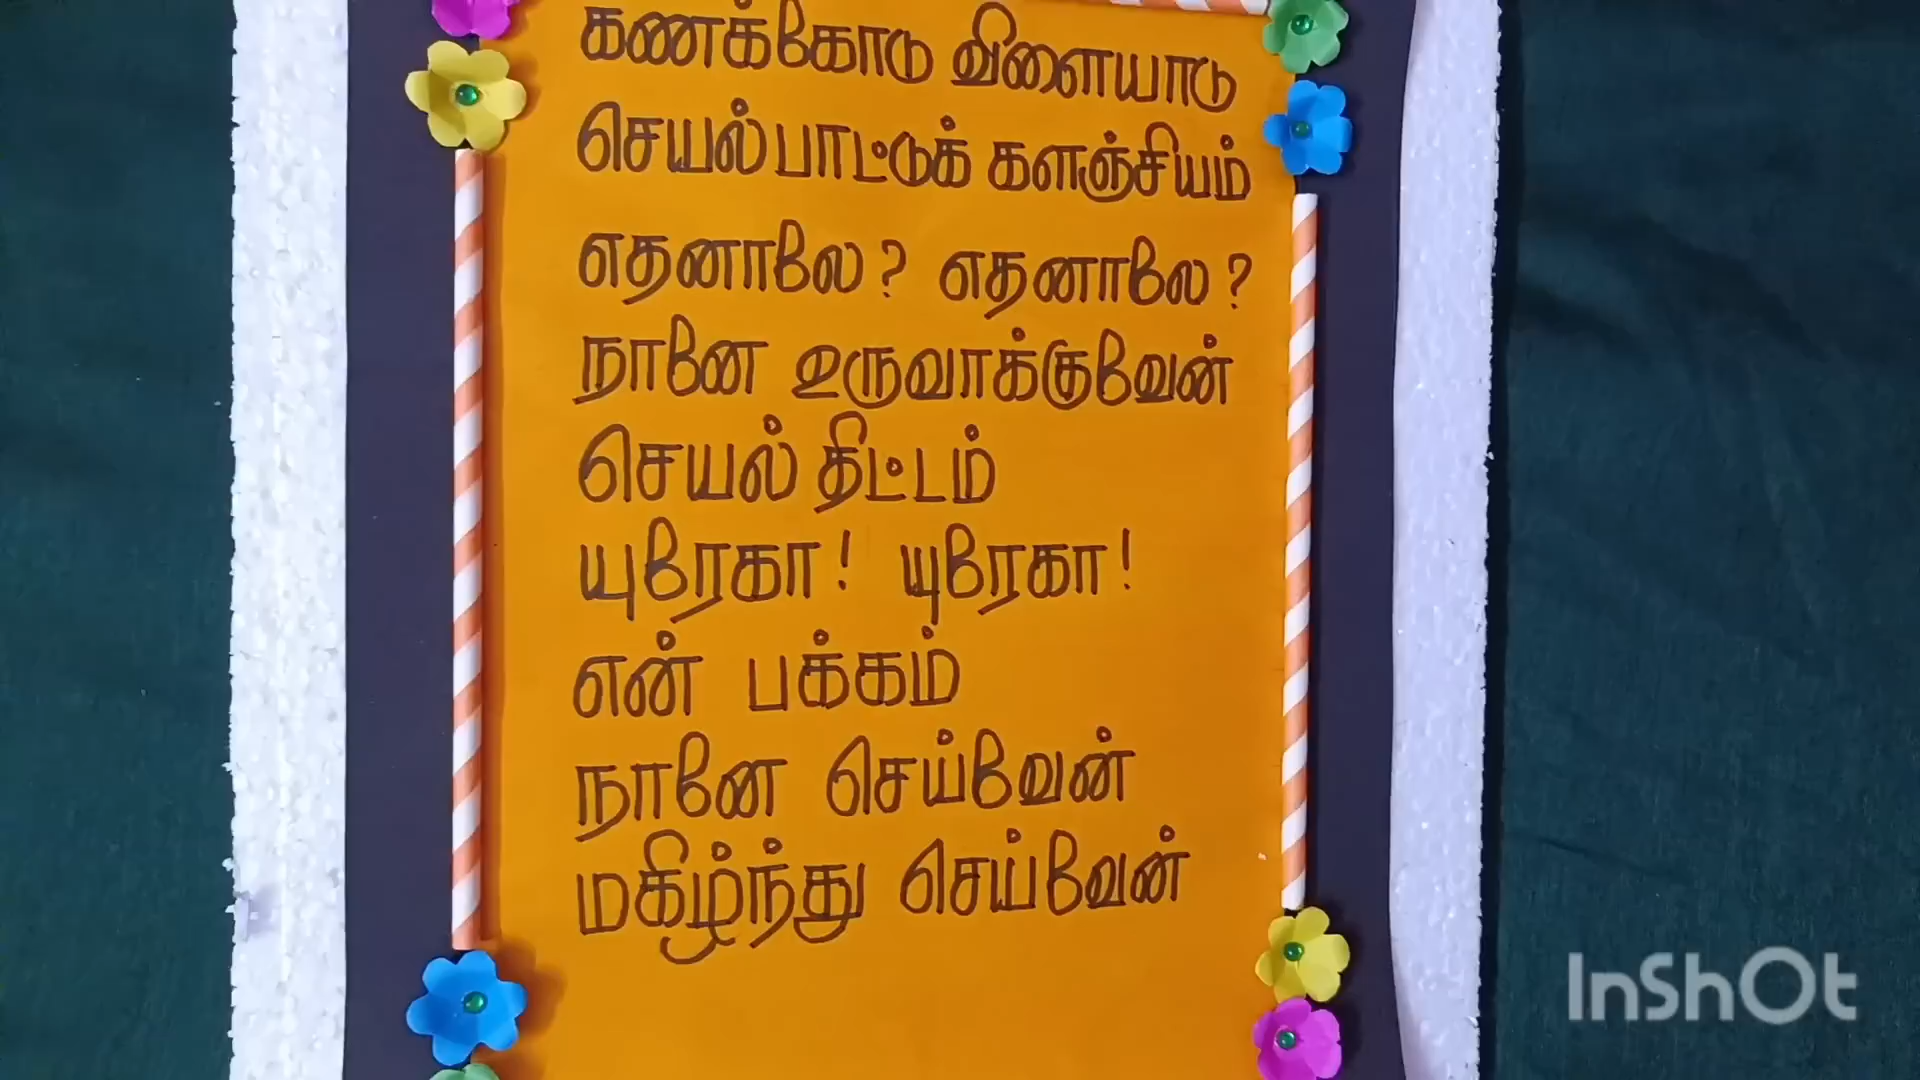 கணக்கோடு விளையாடு
செயல்பாட்டுக் களஞ்சியம்
எதனாலே? எதனாலே?
நானே உருவாக்குவேன்
செயல் திட்டம்
யுரேகா! யுரேகா!
என் பக்கம்
நானே செய்வேன்
மகிழ்ந்து செய்வேன்
InShOt